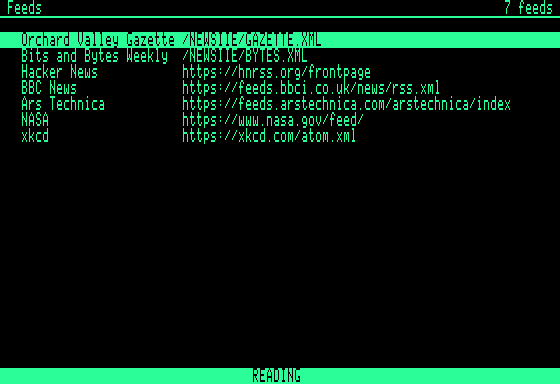 Feeds 7 feeds
Orchard Valley Gazette /NEWSIIE/GAZETTE.XML
Bits and Bytes Weekly /NEWSIIE/BYTES.XML
Hacker News https://hnrss.org/frontpage
BBC News https://feeds.bbci.co.uk/news/rss.xml
Ars Technica https://feeds.arstechnica.com/arstechnica/index
NASA https://www.nasa.gov/feed/
xkcd https://xkcd.com/atom.xml
READING